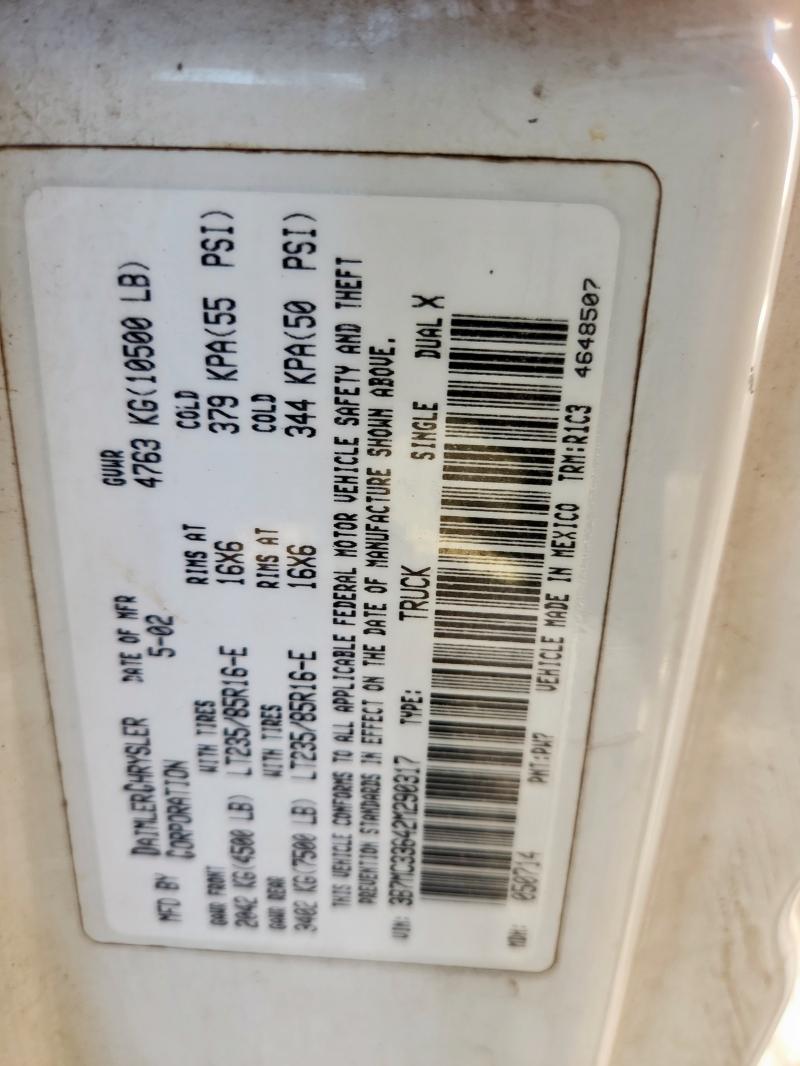 MFD BY DAIMLERCHRYSLER DATE OF MFR GVWR
CORPORATION 5-02 4763 KG(10500 LB)
GAWR FRONT WITH TIRES RIMS AT COLD
2042 KG(4500 LB) LT235/85R16-E 16X6 379 KPA(55 PSI)
GAWR REAR WITH TIRES RIMS AT COLD
3402 KG(7500 LB) LT235/85R16-E 16X6 344 KPA(50 PSI)
THIS VEHICLE CONFORMS TO ALL APPLICABLE FEDERAL MOTOR VEHICLE SAFETY AND THEFT
PREVENTION STANDARDS IN EFFECT ON THE DATE OF MANUFACTURE SHOWN ABOVE.
VIN: 3B7MC33642M290317 TYPE: TRUCK SINGLE DUAL X
MDH: 050714 PNT:PW7 VEHICLE MADE IN MEXICO TRM:R1C3 4648507